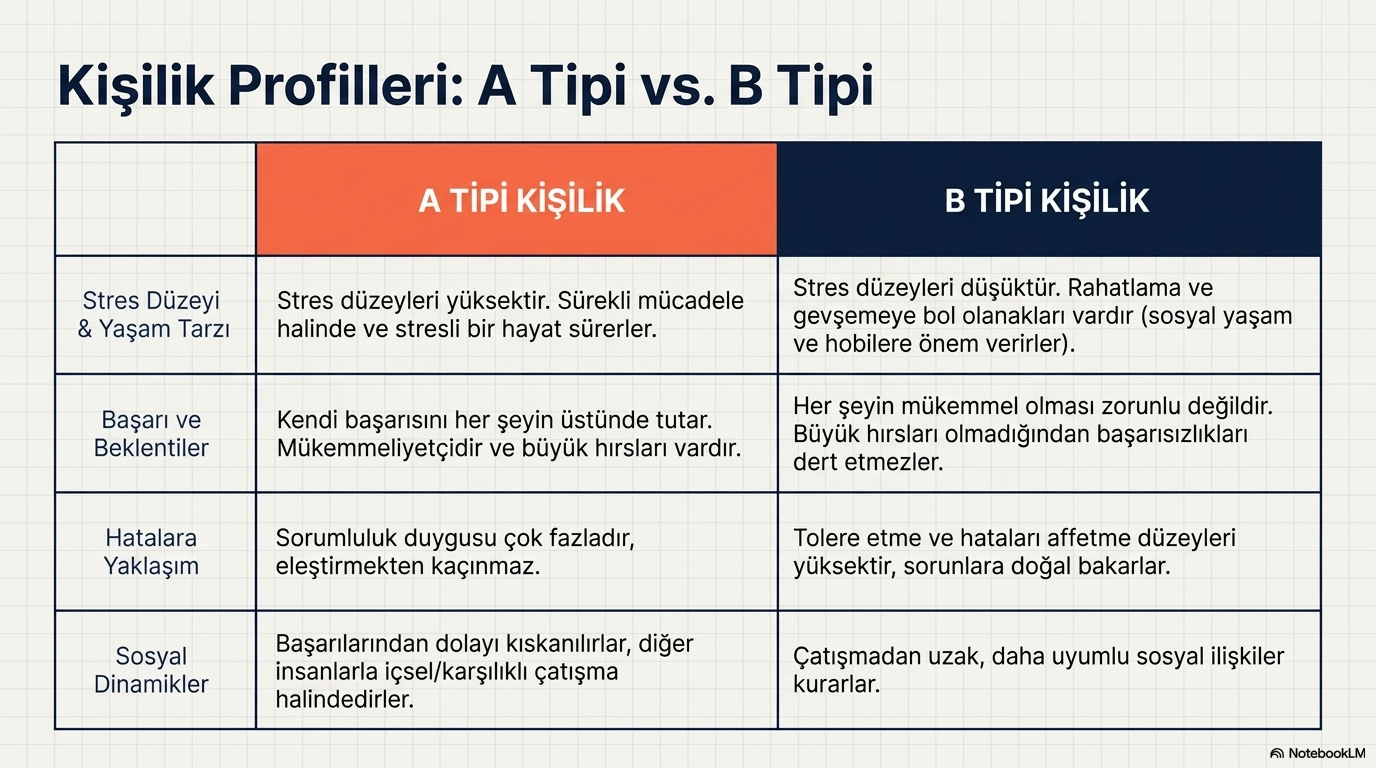 Kişilik Profilleri: A Tipi vs. B Tipi
A TİPİ KİŞİLİK
B TİPİ KİŞİLİK
Stres Düzeyi
& Yaşam Tarzı
Stres düzeyleri yüksektir. Sürekli mücadele
halinde ve stresli bir hayat sürerler.
Stres düzeyleri düşüktür. Rahatlama ve
gevşemeye bol olanakları vardır (sosyal yaşam
ve hobilere önem verirler).
Başarı ve
Beklentiler
Kendi başarısını her şeyin üstünde tutar.
Mükemmeliyetçidir ve büyük hırsları vardır.
Her şeyin mükemmel olması zorunlu değildir.
Büyük hırsları olmadığından başarısızlıkları
dert etmezler.
Hatalara
Yaklaşım
Sorumluluk duygusu çok fazladır,
eleştirmekten kaçınmaz.
Tolere etme ve hataları affetme düzeyleri
yüksektir, sorunlara doğal bakarlar.
Sosyal
Dinamikler
Başarılarından dolayı kıskanılırlar, diğer
insanlarla içsel/karşılıklı çatışma
halindedirler.
Çatışmadan uzak, daha uyumlu sosyal ilişkiler
kurarlar.
NotebookLM